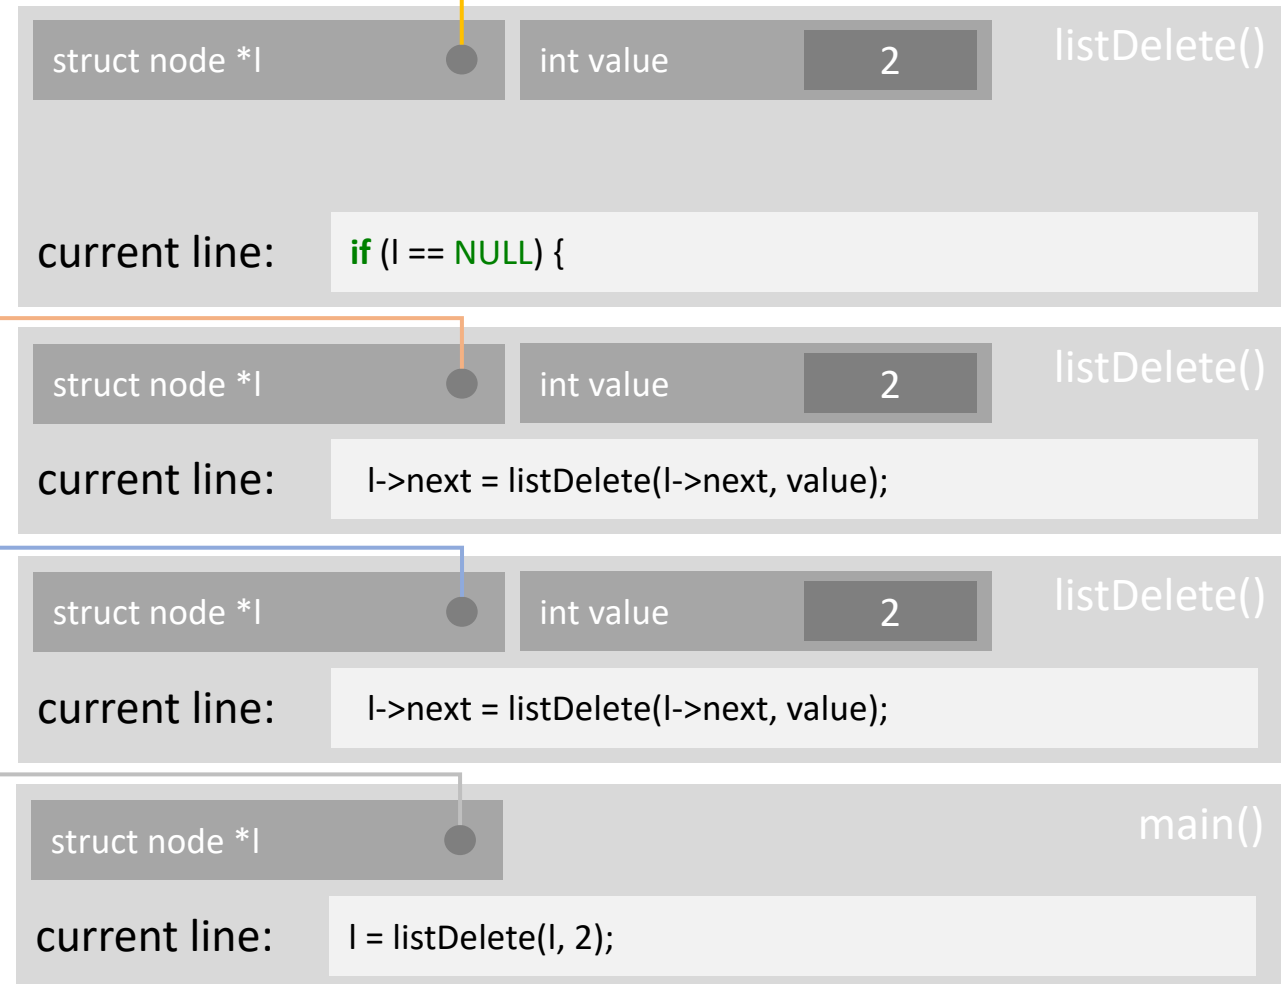 struct node *l int value 2 listDelete()
current line: if (l == NULL) {
struct node *l int value 2 listDelete()
current line: l->next = listDelete(l->next, value);
struct node *l int value 2 listDelete()
current line: l->next = listDelete(l->next, value);
struct node *l main()
current line: l = listDelete(l, 2);